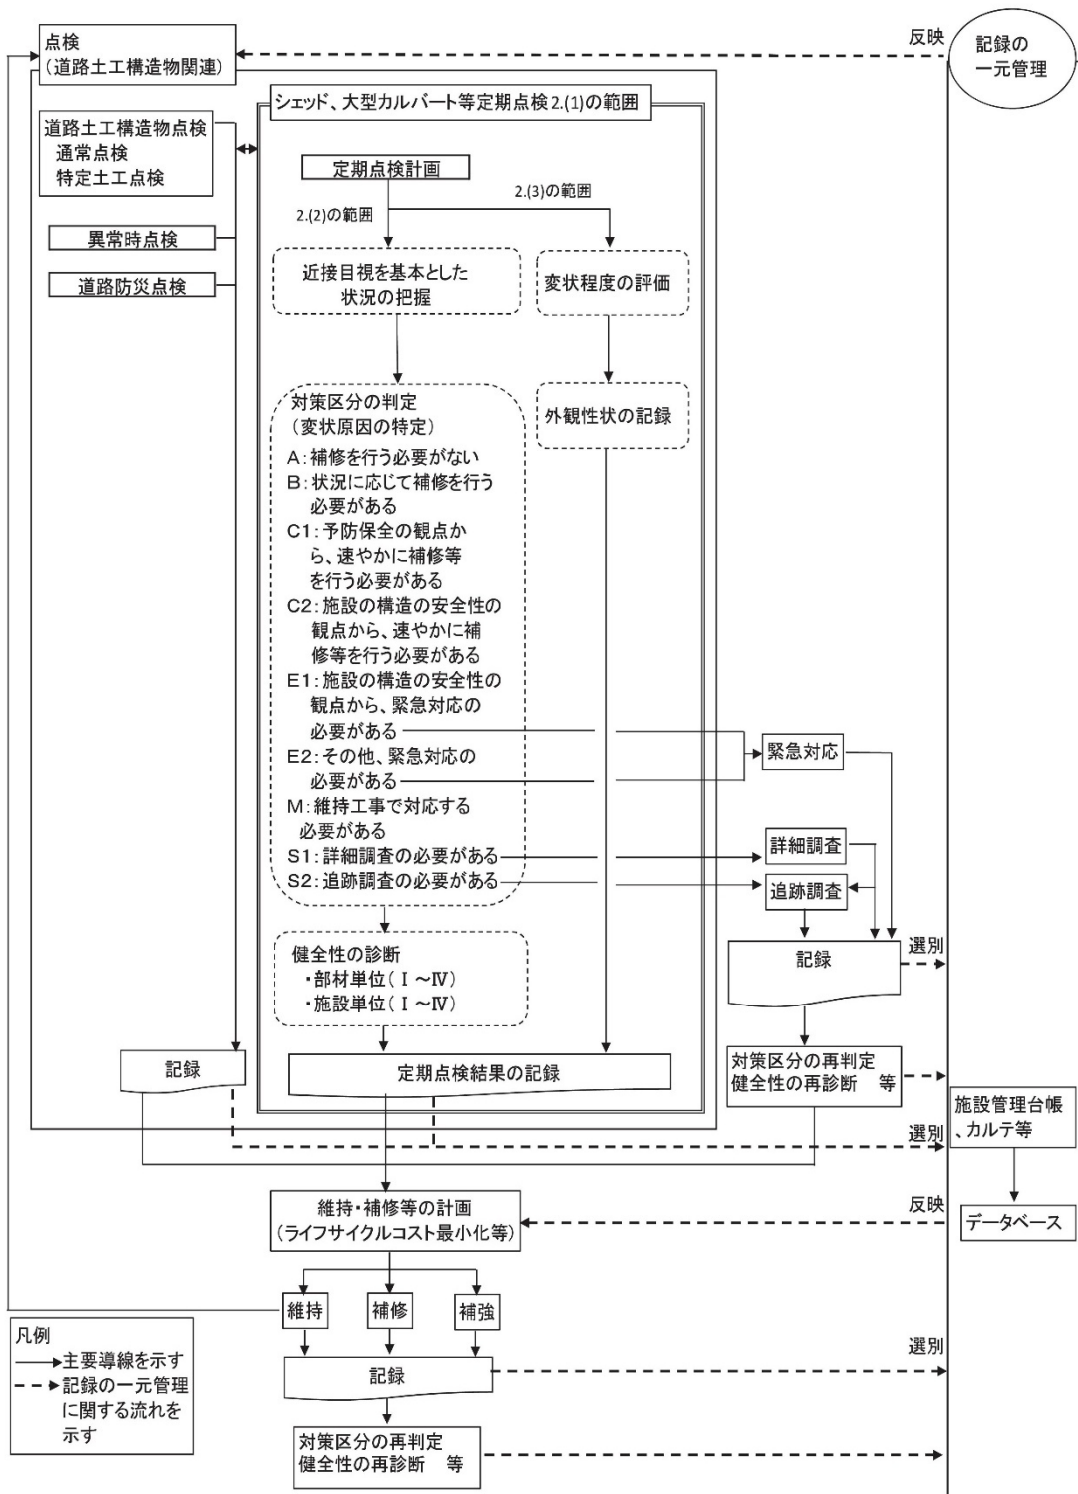 点検
(道路土工構造物関連)
反映
記録の
一元管理
シェッド、大型カルバート等定期点検2.(1)の範囲
道路土工構造物点検
通常点検
特定土工点検
異常時点検
道路防災点検
定期点検計画
2.(2)の範囲
2.(3)の範囲
近接目視を基本とした
状況の把握
変状程度の評価
対策区分の判定
(変状原因の特定)
A:補修を行う必要がない
B:状況に応じて補修を行う
必要がある
C1:予防保全の観点か
ら、速やかに補修等
を行う必要がある
C2:施設の構造の安全性の
観点から、速やかに補
修等を行う必要がある
E1:施設の構造の安全性の
観点から、緊急対応の
必要がある
E2:その他、緊急対応の
必要がある
M:維持工事で対応する
必要がある
S1:詳細調査の必要がある
S2:追跡調査の必要がある
外観性状の記録
緊急対応
詳細調査
追跡調査
記録
選別
健全性の診断
・部材単位(Ⅰ～Ⅳ)
・施設単位(Ⅰ～Ⅳ)
記録
定期点検結果の記録
対策区分の再判定
健全性の再診断 等
選別
施設管理台帳
、カルテ等
データベース
維持・補修等の計画
(ライフサイクルコスト最小化等)
反映
維持
補修
補強
記録
選別
対策区分の再判定
健全性の再診断 等
凡例
主要導線を示す
記録の一元管理
に関する流れを
示す